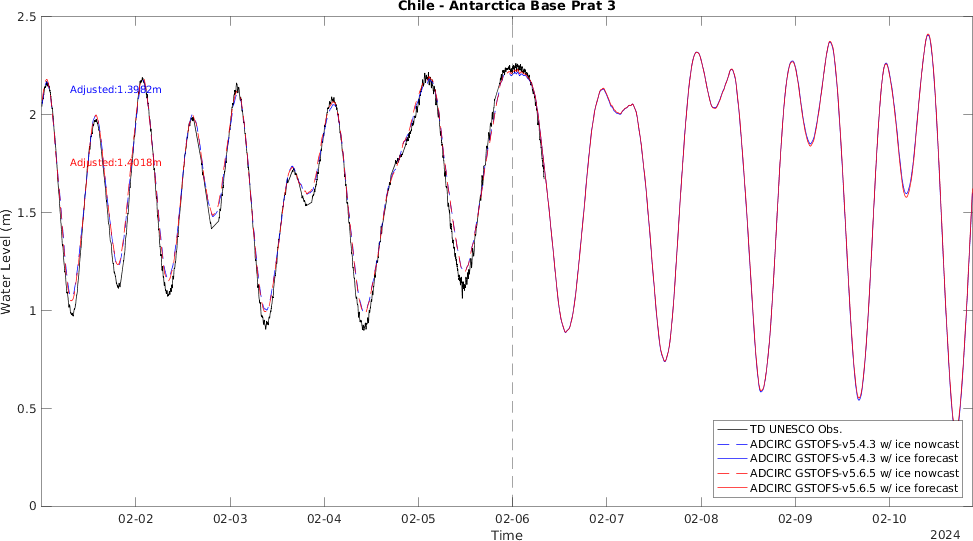 Chile - Antarctica Base Prat 3
2.5
2
1.5
1
0.5
0
Water Level (m)
Adjusted:1.3982m
Adjusted:1.4018m
TD UNESCO Obs.
ADCIRC GSTOFS-v5.4.3 w/ ice nowcast
ADCIRC GSTOFS-v5.4.3 w/ ice forecast
ADCIRC GSTOFS-v5.6.5 w/ ice nowcast
ADCIRC GSTOFS-v5.6.5 w/ ice forecast
02-02 02-03 02-04 02-05 02-06 02-07 02-08 02-09 02-10
Time
2024